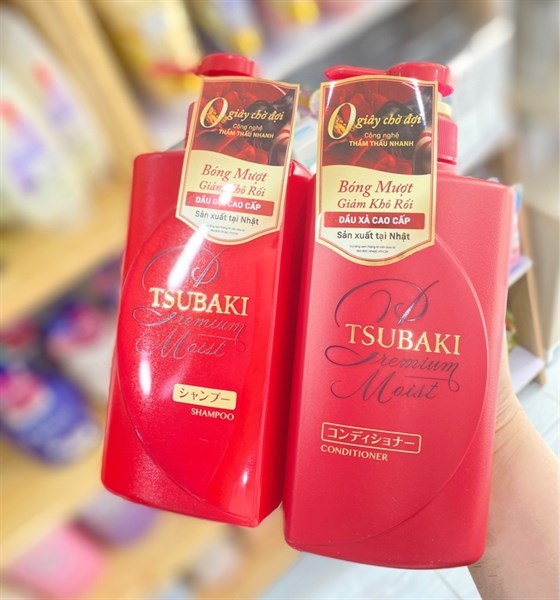 0 giây chờ đợi
Công nghệ
THẨM THẤU NHANH
Bóng Mượt
Giảm Khô Rối
DẦU GỘI CAO CẤP
Sản xuất tại Nhật
TSUBAKI
Premium
Moist
シャンプー
SHAMPOO
0 giây chờ đợi
Công nghệ
THẨM THẤU NHANH
Bóng Mượt
Giảm Khô Rối
DẦU XẢ CAO CẤP
Sản xuất tại Nhật
TSUBAKI
Premium
Moist
コンディショナー
CONDITIONER